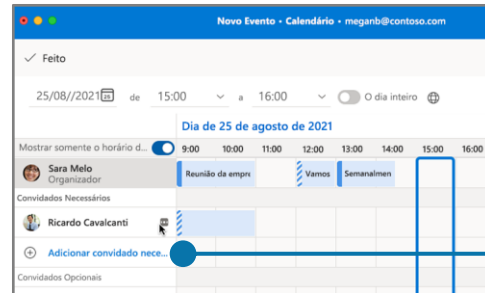 Novo Evento • Calendário • meganb@contoso.com
Feito
25/08//2021 de 15:00 a 16:00 O dia inteiro
Dia de 25 de agosto de 2021
Mostrar somente o horário d... 9:00 10:00 11:00 12:00 13:00 14:00 15:00 16:00
Sara Melo Reunião da empre Vamos Semanalmen
Organizador
Convidados Necessários
Ricardo Cavalcanti
Adicionar convidado nece...
Convidados Opcionais